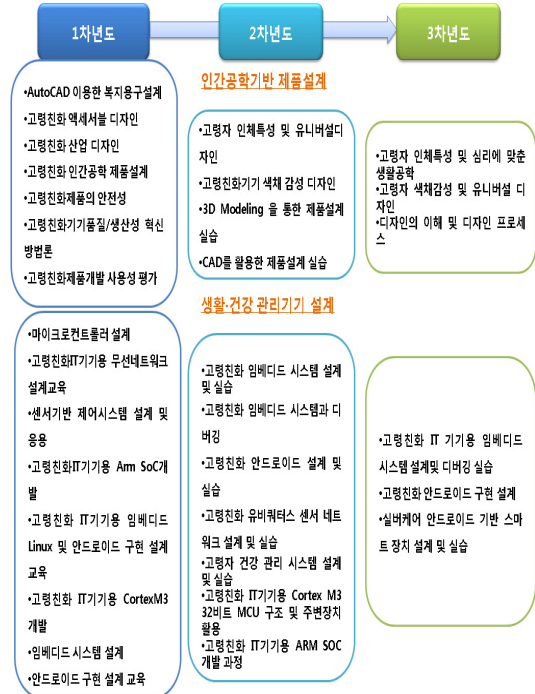 1차년도
2차년도
3차년도
인간공학기반 제품설계
•AutoCAD 이용한 복지용구설계
•고령친화 액세서블 디자인
•고령친화 산업 디자인
•고령친화 인간공학 제품설계
•고령친화제품의 안전성
•고령친화기기품질/생산성 혁신
방법론
•고령친화제품개발 사용성 평가
•고령자 인체특성 및 유니버설디
자인
•고령친화기기 색채 감성 디자인
•3D Modeling 을 통한 제품설계
실습
•CAD를 활용한 제품설계 실습
•고령자 인체특성 및 심리에 맞춘
생활공학
•고령자 색채감성 및 유니버설 디
자인
•디자인의 이해 및 디자인 프로세
스
생활·건강 관리기기 설계
•마이크로컨트롤러 설계
•고령친화IT기기용 무선네트워크
설계교육
•센서기반 제어시스템 설계 및
응용
•고령친화IT기기용 Arm SoC개
발
•고령친화 IT기기용 임베디드
Linux 및 안드로이드 구현 설계
교육
•고령친화 IT기기용 CortexM3
개발
•임베디드 시스템 설계
•안드로이드 구현 설계 교육
•고령친화 임베디드 시스템 설계
및 실습
•고령친화 임베디드 시스템과 디
버깅
•고령친화 안드로이드 설계 및
실습
•고령친화 유비쿼터스 센서 네트
워크 설계 및 실습
•고령자 건강 관리 시스템 설계
및 실습
•고령친화 IT기기용 Cortex M3
32비트 MCU 구조 및 주변장치
활용
•고령친화 IT기기용 ARM SOC
개발 과정
•고령친화 IT 기기용 임베디드
시스템 설계및 디버깅 실습
•고령친화 안드로이드 구현 설계
•실버케어 안드로이드 기반 스마
트 장치 설계 및 실습